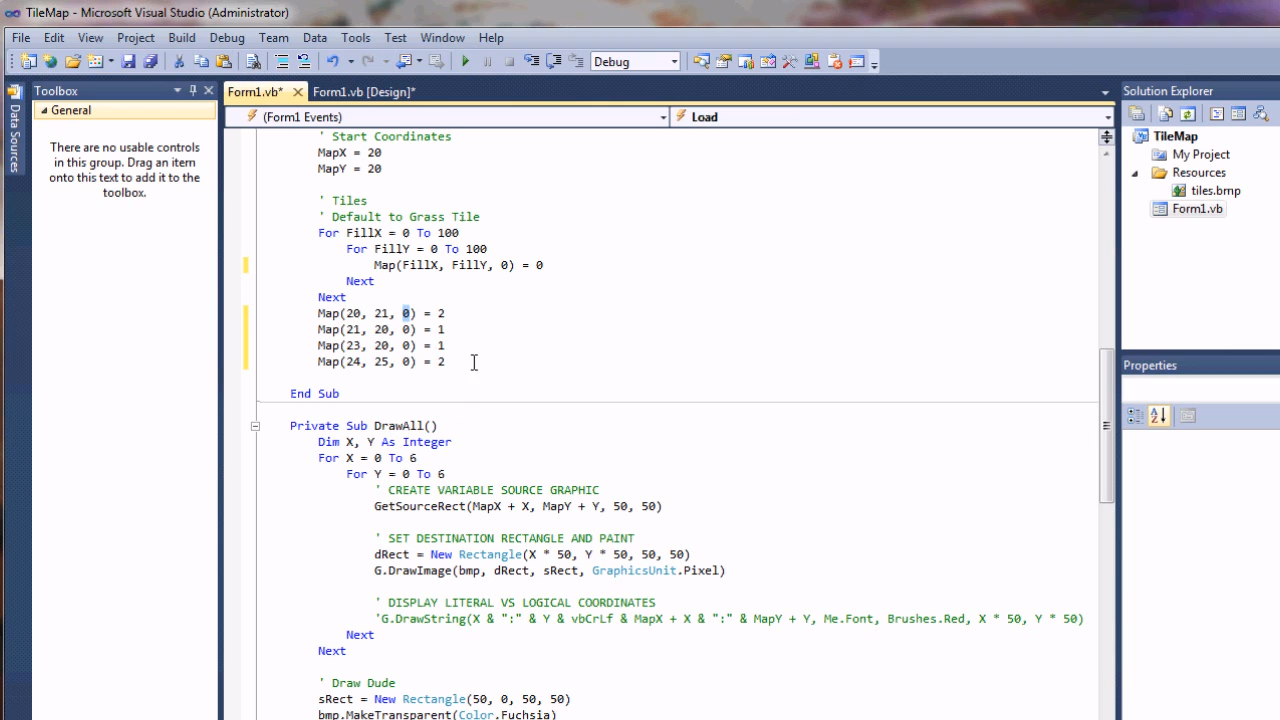 TileMap - Microsoft Visual Studio (Administrator)
File Edit View Project Build Debug Team Data Tools Test Window Help
Debug
Data Sources
Toolbox
General
There are no usable controls
in this group. Drag an item
onto this text to add it to the
toolbox.
Form1.vb* Form1.vb [Design]*
(Form1 Events) Load
' Start Coordinates
MapX = 20
MapY = 20
' Tiles
' Default to Grass Tile
For FillX = 0 To 100
For FillY = 0 To 100
Map(FillX, FillY, 0) = 0
Next
Next
Map(20, 21, 0) = 2
Map(21, 20, 0) = 1
Map(23, 20, 0) = 1
Map(24, 25, 0) = 2
End Sub
Private Sub DrawAll()
Dim X, Y As Integer
For X = 0 To 6
For Y = 0 To 6
' CREATE VARIABLE SOURCE GRAPHIC
GetSourceRect(MapX + X, MapY + Y, 50, 50)
' SET DESTINATION RECTANGLE AND PAINT
dRect = New Rectangle(X * 50, Y * 50, 50, 50)
G.DrawImage(bmp, dRect, sRect, GraphicsUnit.Pixel)
' DISPLAY LITERAL VS LOGICAL COORDINATES
'G.DrawString(X & ":" & Y & vbCrLf & MapX + X & ":" & MapY + Y, Me.Font, Brushes.Red, X * 50, Y * 50)
Next
Next
' Draw Dude
sRect = New Rectangle(50, 0, 50, 50)
bmp.MakeTransparent(Color.Fuchsia)
Solution Explorer
TileMap
My Project
Resources
tiles.bmp
Form1.vb
Properties